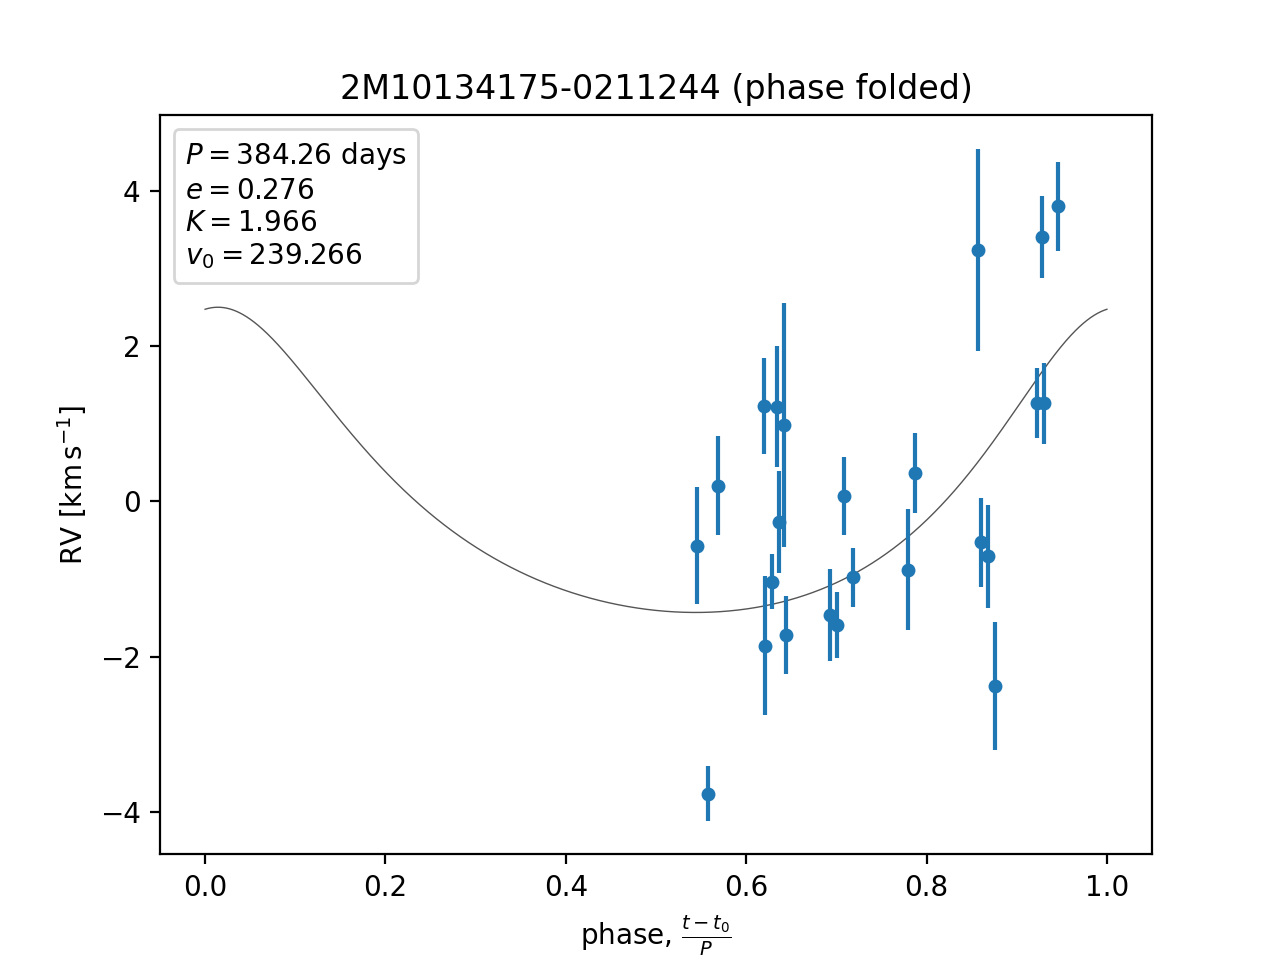 2M10134175-0211244 (phase folded)
P = 384.26 days
e = 0.276
K = 1.966
v₀ = 239.266
4
2
0
−2
−4
RV [km s⁻¹]
0.0 0.2 0.4 0.6 0.8 1.0
phase, (t − t₀)/P